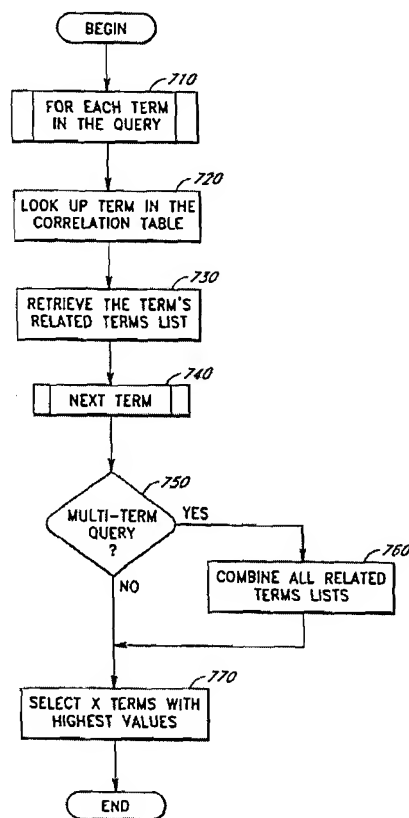 BEGIN
710
FOR EACH TERM
IN THE QUERY
720
LOOK UP TERM IN THE
CORRELATION TABLE
730
RETRIEVE THE TERM'S
RELATED TERMS LIST
740
NEXT TERM
750
MULTI-TERM
QUERY
?
YES
NO
760
COMBINE ALL RELATED
TERMS LISTS
770
SELECT X TERMS WITH
HIGHEST VALUES
END